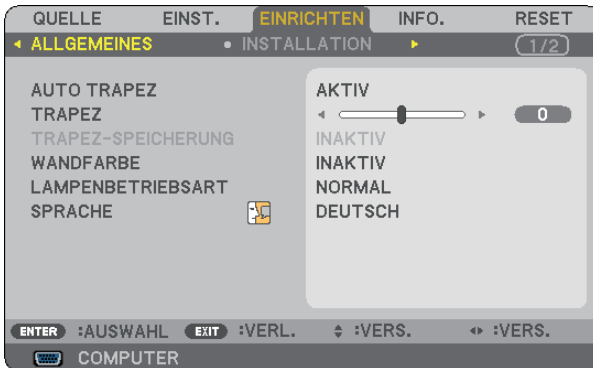 QUELLE EINST. EINRICHTEN INFO. RESET
ALLGEMEINES INSTALLATION 1/2
AUTO TRAPEZ AKTIV
TRAPEZ 0
TRAPEZ-SPEICHERUNG INAKTIV
WANDFARBE INAKTIV
LAMPENBETRIEBSART NORMAL
SPRACHE DEUTSCH
ENTER :AUSWAHL EXIT :VERL. :VERS. :VERS.
COMPUTER